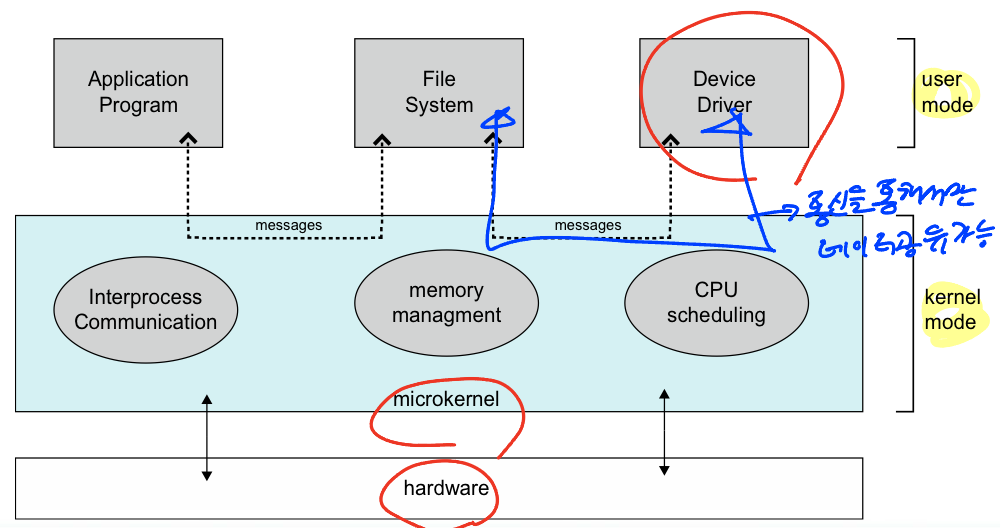 Application
Program
File
System
Device
Driver
user
mode
messages
messages
→ 통신을 통해서만
데이터공유가능
Interprocess
Communication
memory
managment
CPU
scheduling
kernel
mode
microkernel
hardware